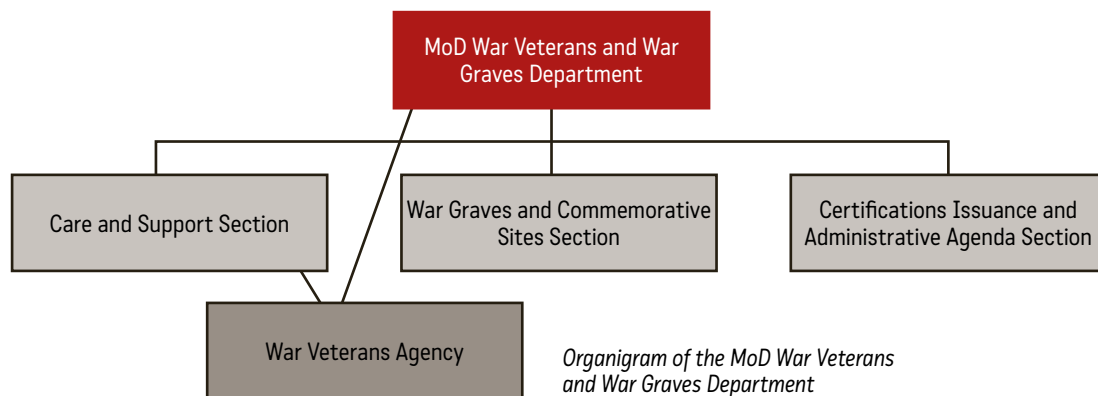 MoD War Veterans and War
Graves Department
Care and Support Section
War Graves and Commemorative
Sites Section
Certifications Issuance and
Administrative Agenda Section
War Veterans Agency
Organigram of the MoD War Veterans
and War Graves Department